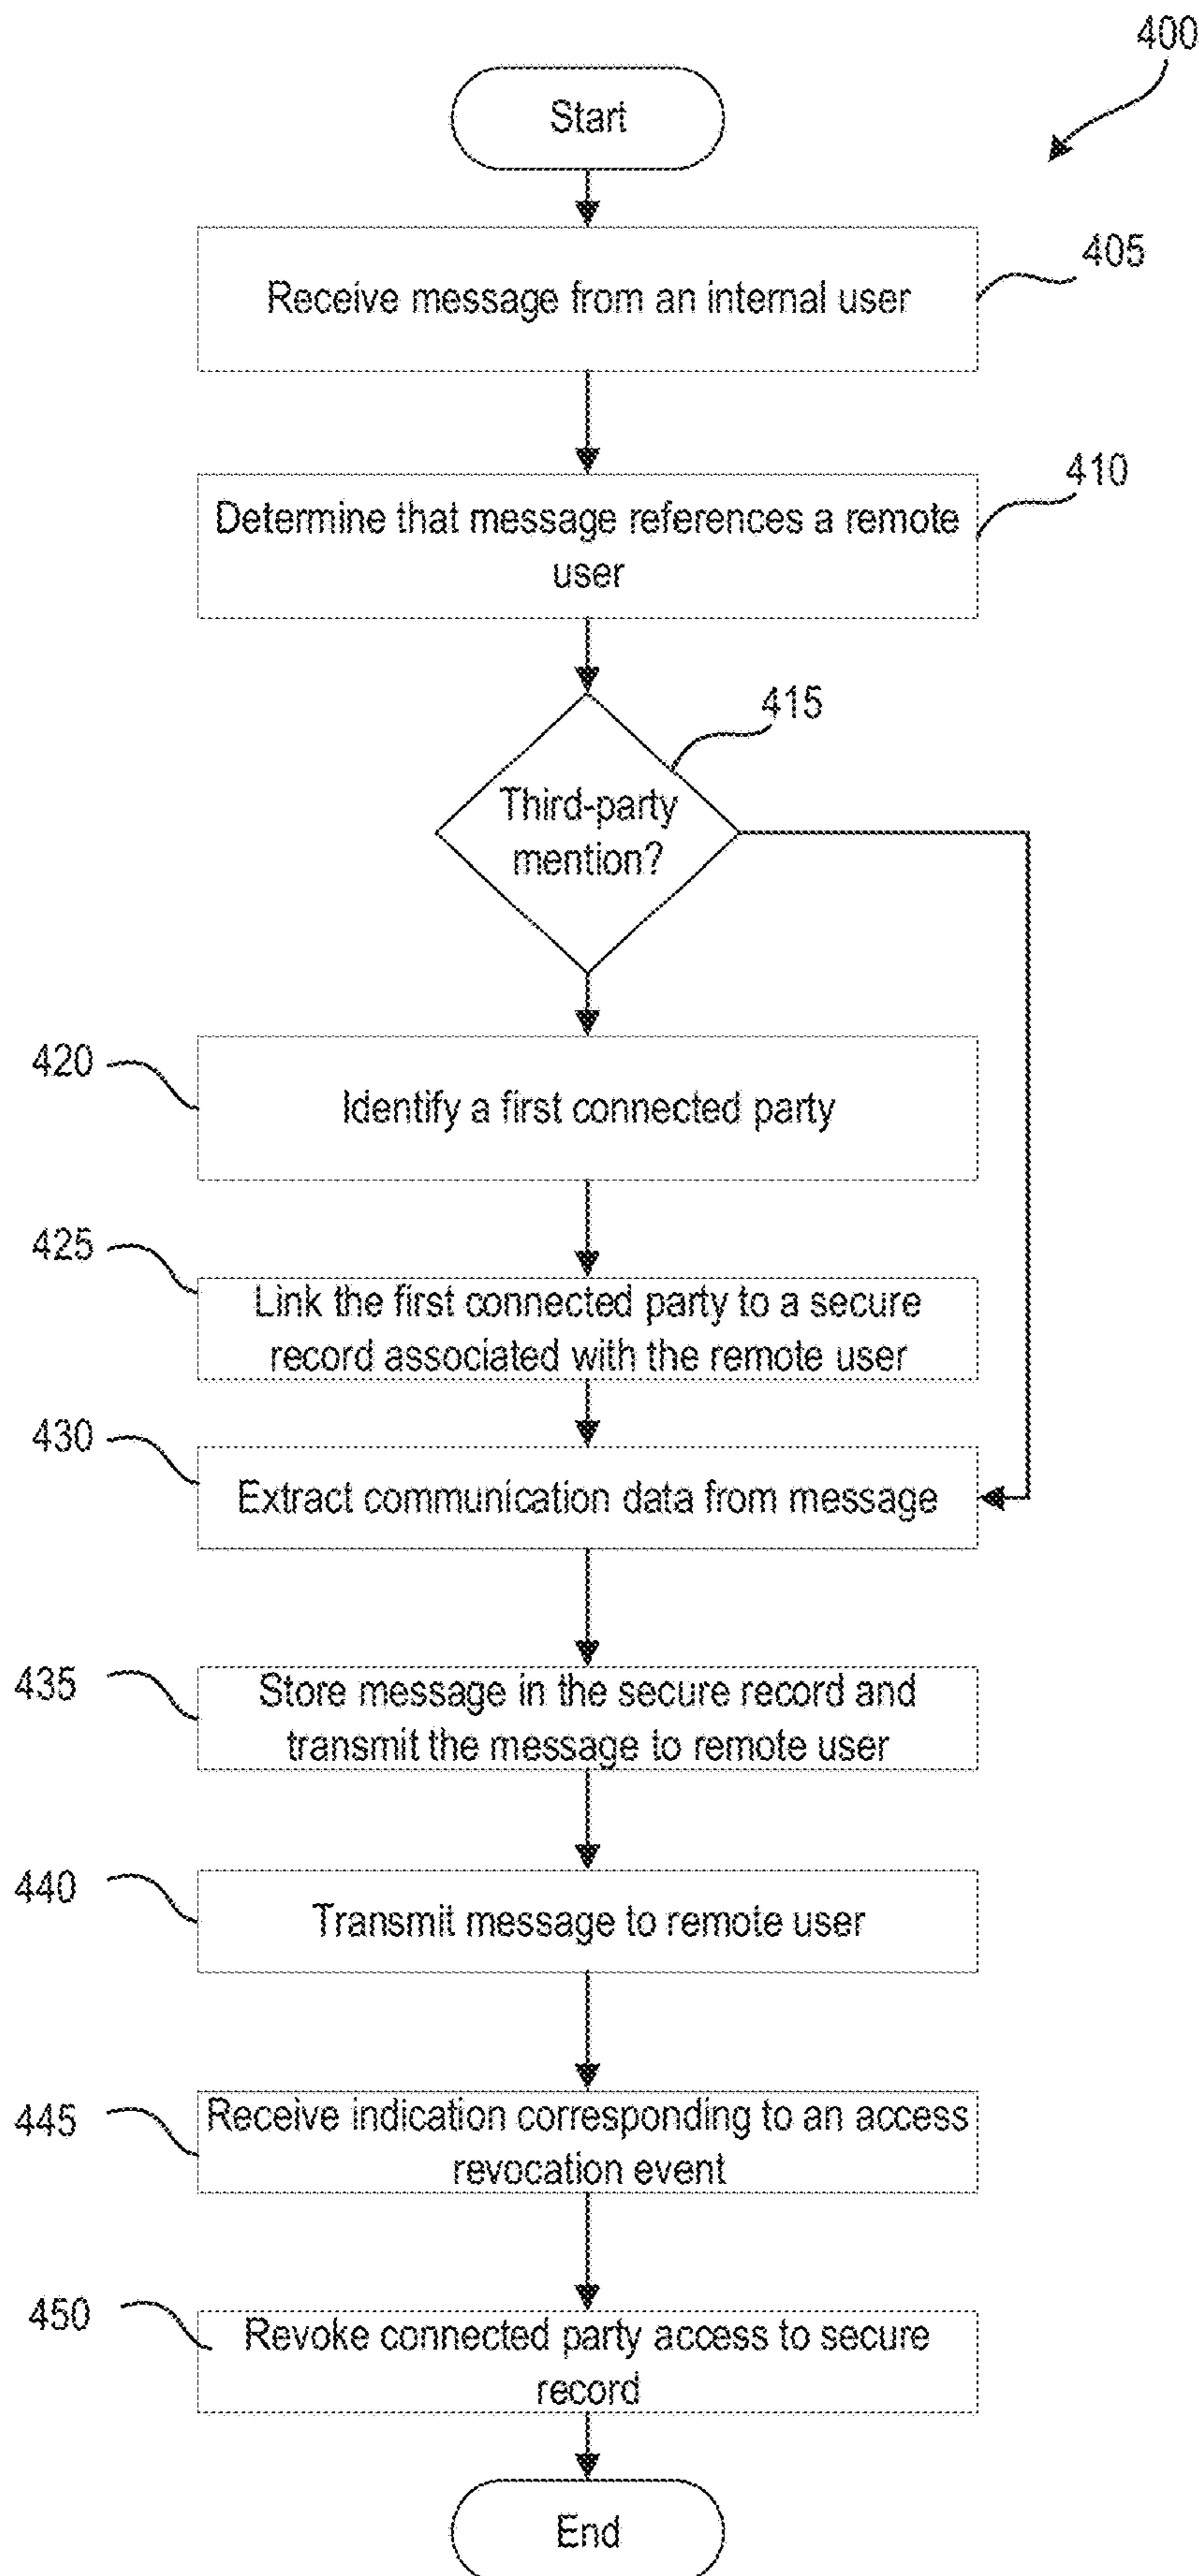 400
Start
405
Receive message from an internal user
410
Determine that message references a remote
user
415
Third-party
mention?
420
Identify a first connected party
425
Link the first connected party to a secure
record associated with the remote user
430
Extract communication data from message
435
Store message in the secure record and
transmit the message to remote user
440
Transmit message to remote user
445
Receive indication corresponding to an access
revocation event
450
Revoke connected party access to secure
record
End